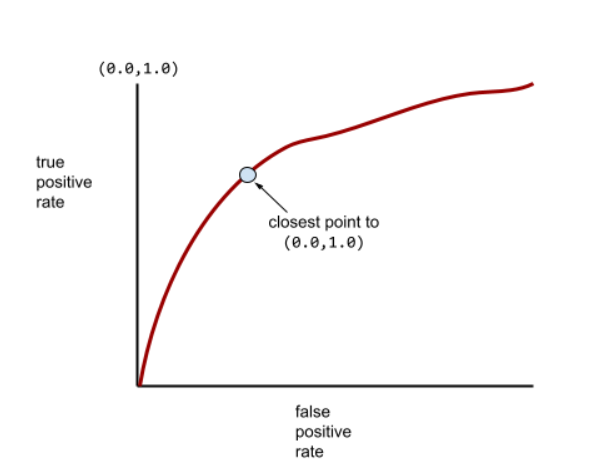 (0.0,1.0)
true
positive
rate
closest point to
(0.0,1.0)
false
positive
rate